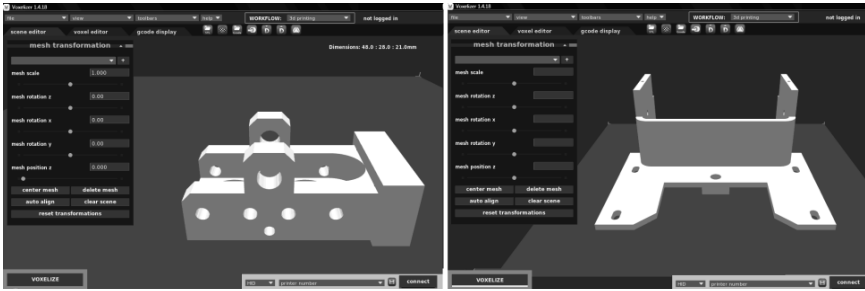 Voxelizer 1.4.10
file view toolbars help WORKFLOW: 3d printing not logged in
scene editor voxel editor gcode display
mesh transformation
Dimensions: 48.0 : 28.0 : 21.0mm
mesh scale 1.000
mesh rotation z 0.00
mesh rotation x 0.00
mesh rotation y 0.00
mesh position z 0.000
center mesh delete mesh
auto align clear scene
reset transformations
VOXELIZE
HID printer number connect
Voxelizer 1.4.10
file view toolbars help WORKFLOW: 3d printing not logged in
scene editor voxel editor gcode display
mesh transformation
mesh scale
mesh rotation z
mesh rotation x
mesh rotation y
mesh position z
center mesh delete mesh
auto align clear scene
reset transformations
VOXELIZE
HID printer number connect